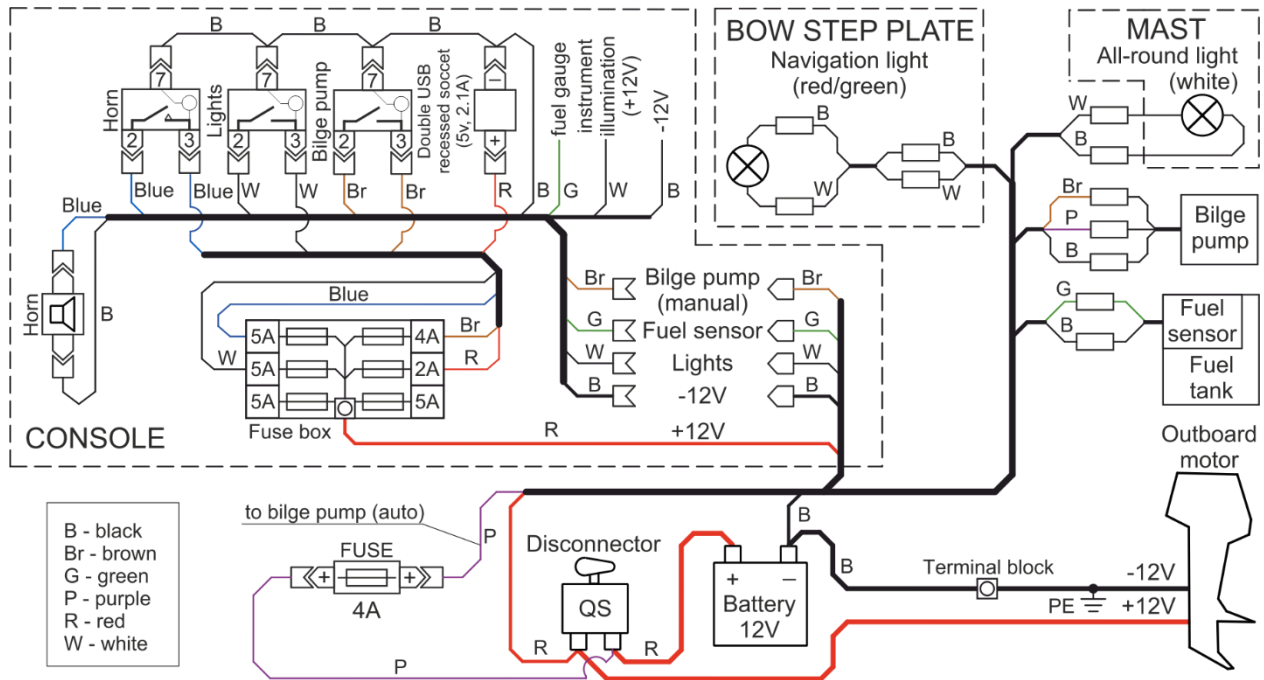 B
B
B
B
7
7
7
Horn
2
3
Lights
2
3
Bilge pump
2
3
Double USB
recessed soccet
(5v, 2.1A)
–
+
fuel gauge
instrument
illumination
(+12V)
-12V
Blue
Blue
W
W
Br
Br
R
B
G
W
B
Blue
Horn
B
Blue
W
5A
5A
5A
4A
2A
5A
Br
R
Fuse box
CONSOLE
R
+12V
Br
Bilge pump
(manual)
Br
G
Fuel sensor
G
W
Lights
W
B
-12V
B
BOW STEP PLATE
Navigation light
(red/green)
B
W
B
W
MAST
All-round light
(white)
W
B
Br
P
B
Bilge
pump
G
B
Fuel
sensor
Fuel
tank
Outboard
motor
B - black
Br - brown
G - green
P - purple
R - red
W - white
to bilge pump (auto)
P
FUSE
+
+
4A
P
Disconnector
QS
R
R
B
+
–
Battery
12V
B
Terminal block
PE
-12V
+12V